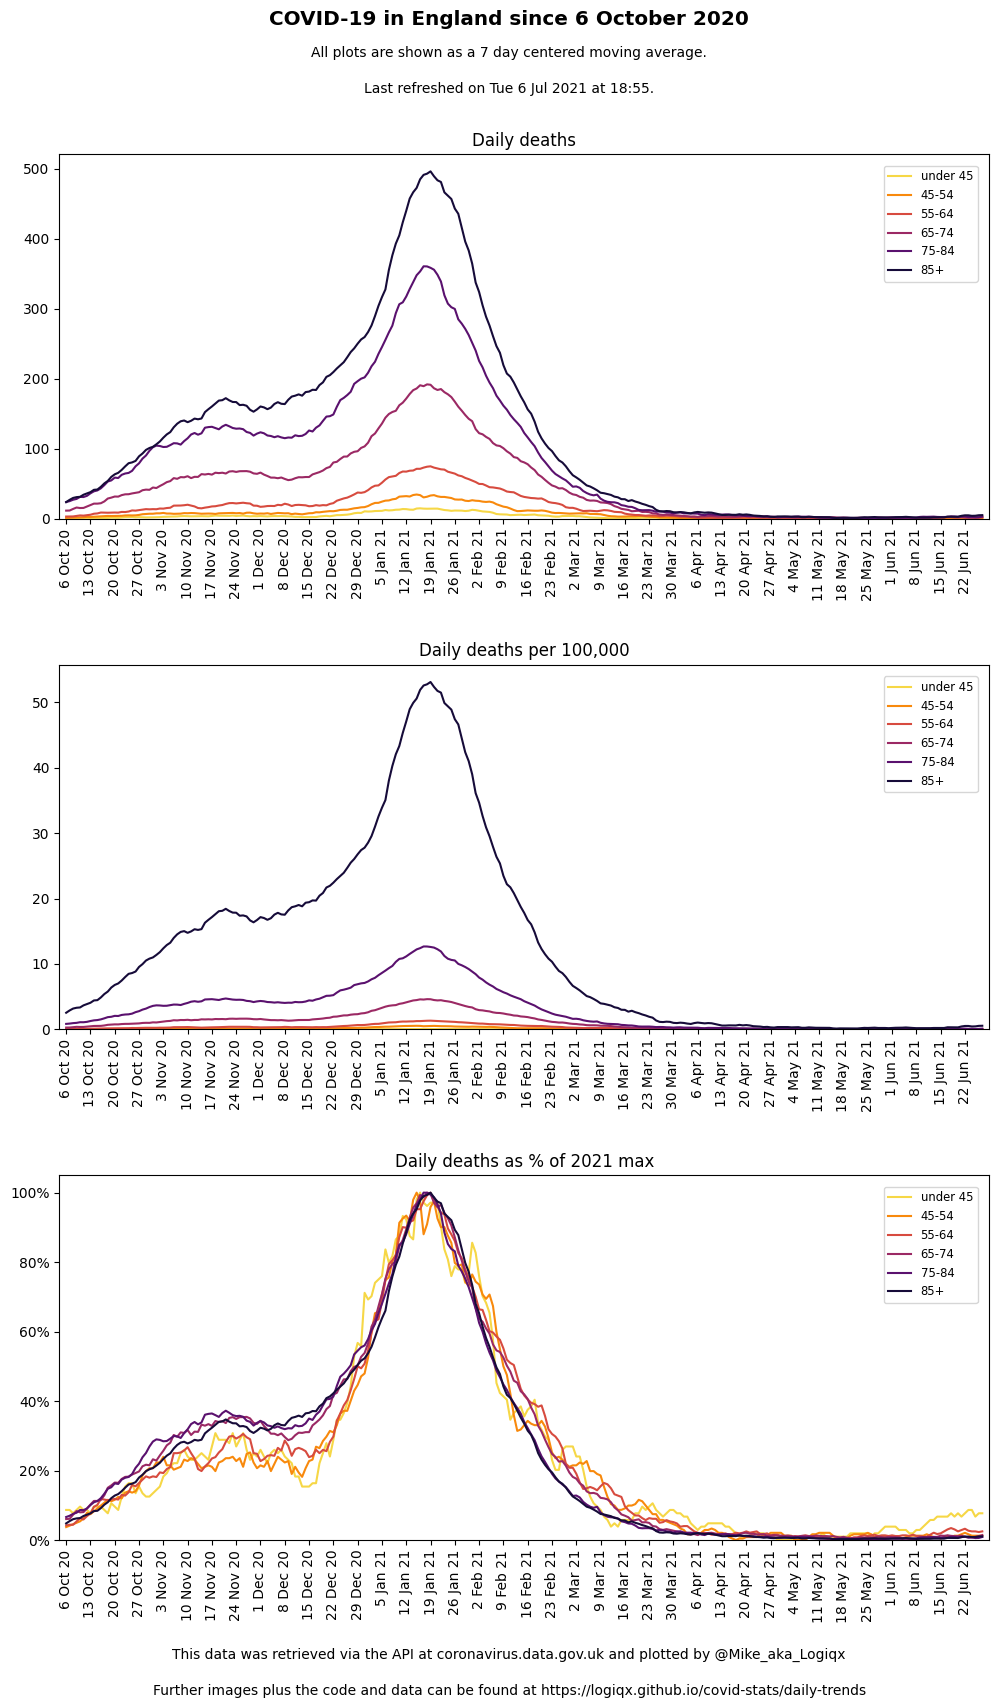 COVID-19 in England since 6 October 2020
All plots are shown as a 7 day centered moving average.
Last refreshed on Tue 6 Jul 2021 at 18:55.
Daily deaths
500
400
300
200
100
0
under 45
45-54
55-64
65-74
75-84
85+
6 Oct 20
13 Oct 20
20 Oct 20
27 Oct 20
3 Nov 20
10 Nov 20
17 Nov 20
24 Nov 20
1 Dec 20
8 Dec 20
15 Dec 20
22 Dec 20
29 Dec 20
5 Jan 21
12 Jan 21
19 Jan 21
26 Jan 21
2 Feb 21
9 Feb 21
16 Feb 21
23 Feb 21
2 Mar 21
9 Mar 21
16 Mar 21
23 Mar 21
30 Mar 21
6 Apr 21
13 Apr 21
20 Apr 21
27 Apr 21
4 May 21
11 May 21
18 May 21
25 May 21
1 Jun 21
8 Jun 21
15 Jun 21
22 Jun 21
Daily deaths per 100,000
50
40
30
20
10
0
under 45
45-54
55-64
65-74
75-84
85+
6 Oct 20
13 Oct 20
20 Oct 20
27 Oct 20
3 Nov 20
10 Nov 20
17 Nov 20
24 Nov 20
1 Dec 20
8 Dec 20
15 Dec 20
22 Dec 20
29 Dec 20
5 Jan 21
12 Jan 21
19 Jan 21
26 Jan 21
2 Feb 21
9 Feb 21
16 Feb 21
23 Feb 21
2 Mar 21
9 Mar 21
16 Mar 21
23 Mar 21
30 Mar 21
6 Apr 21
13 Apr 21
20 Apr 21
27 Apr 21
4 May 21
11 May 21
18 May 21
25 May 21
1 Jun 21
8 Jun 21
15 Jun 21
22 Jun 21
Daily deaths as % of 2021 max
100%
80%
60%
40%
20%
0%
under 45
45-54
55-64
65-74
75-84
85+
6 Oct 20
13 Oct 20
20 Oct 20
27 Oct 20
3 Nov 20
10 Nov 20
17 Nov 20
24 Nov 20
1 Dec 20
8 Dec 20
15 Dec 20
22 Dec 20
29 Dec 20
5 Jan 21
12 Jan 21
19 Jan 21
26 Jan 21
2 Feb 21
9 Feb 21
16 Feb 21
23 Feb 21
2 Mar 21
9 Mar 21
16 Mar 21
23 Mar 21
30 Mar 21
6 Apr 21
13 Apr 21
20 Apr 21
27 Apr 21
4 May 21
11 May 21
18 May 21
25 May 21
1 Jun 21
8 Jun 21
15 Jun 21
22 Jun 21
This data was retrieved via the API at coronavirus.data.gov.uk and plotted by @Mike_aka_Logiqx
Further images plus the code and data can be found at https://logiqx.github.io/covid-stats/daily-trends